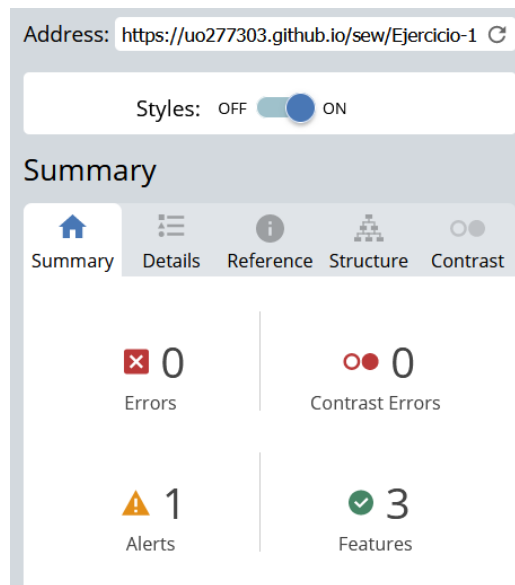 Address: https://uo277303.github.io/sew/Ejercicio-1
Styles: OFF ON
Summary
Summary Details Reference Structure Contrast
0 0
Errors Contrast Errors
1 3
Alerts Features